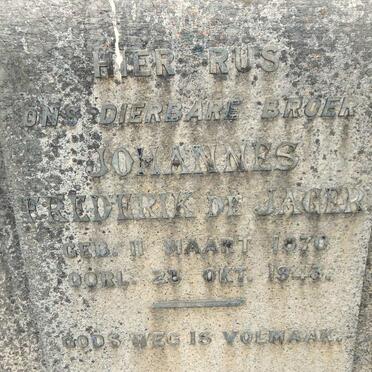 HIER RUS
ONS DIERBARE BROER
JOHANNES
FREDERIK DE JAGER
GEB. 11 MAART 1870
OORL. 28 OKT. 1943.
GODS WEG IS VOLMAAK.